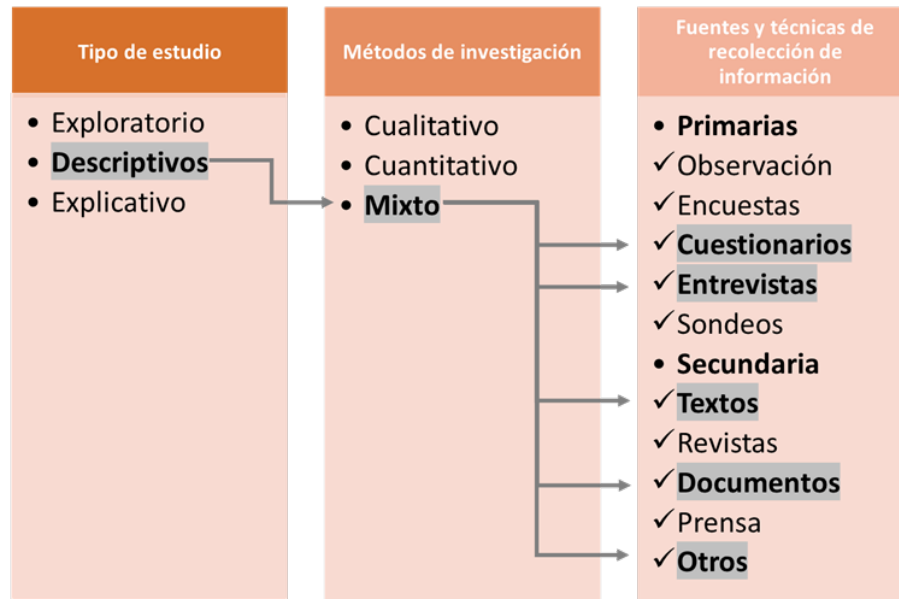 Tipo de estudio
• Exploratorio
• Descriptivos
• Explicativo
Métodos de investigación
• Cualitativo
• Cuantitativo
• Mixto
Fuentes y técnicas de
recolección de
información
• Primarias
✓ Observación
✓ Encuestas
✓ Cuestionarios
✓ Entrevistas
✓ Sondeos
• Secundaria
✓ Textos
✓ Revistas
✓ Documentos
✓ Prensa
✓ Otros